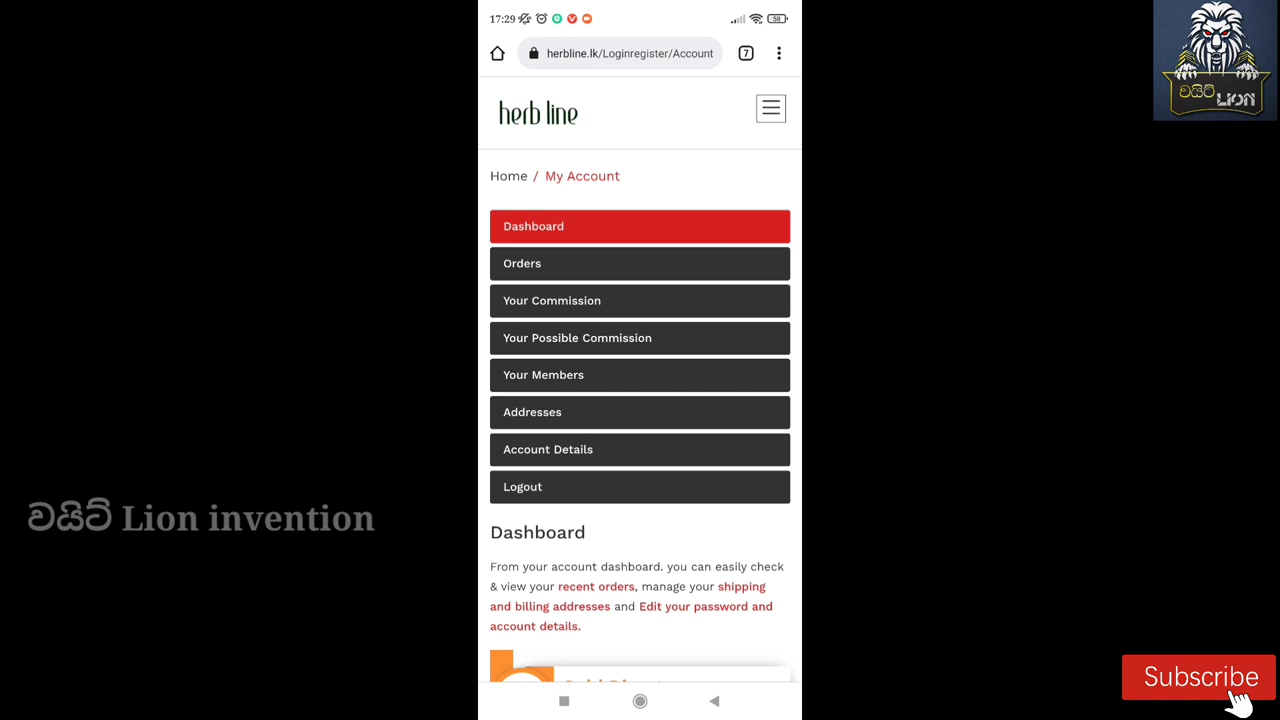 17:29
58
herbline.lk/Loginregister/Account
7
herb line
Home / My Account
Dashboard
Orders
Your Commission
Your Possible Commission
Your Members
Addresses
Account Details
Logout
Dashboard
From your account dashboard. you can easily check
& view your recent orders, manage your shipping
and billing addresses and Edit your password and
account details.
වයිට් LION
වයිට් Lion invention
Subscribe